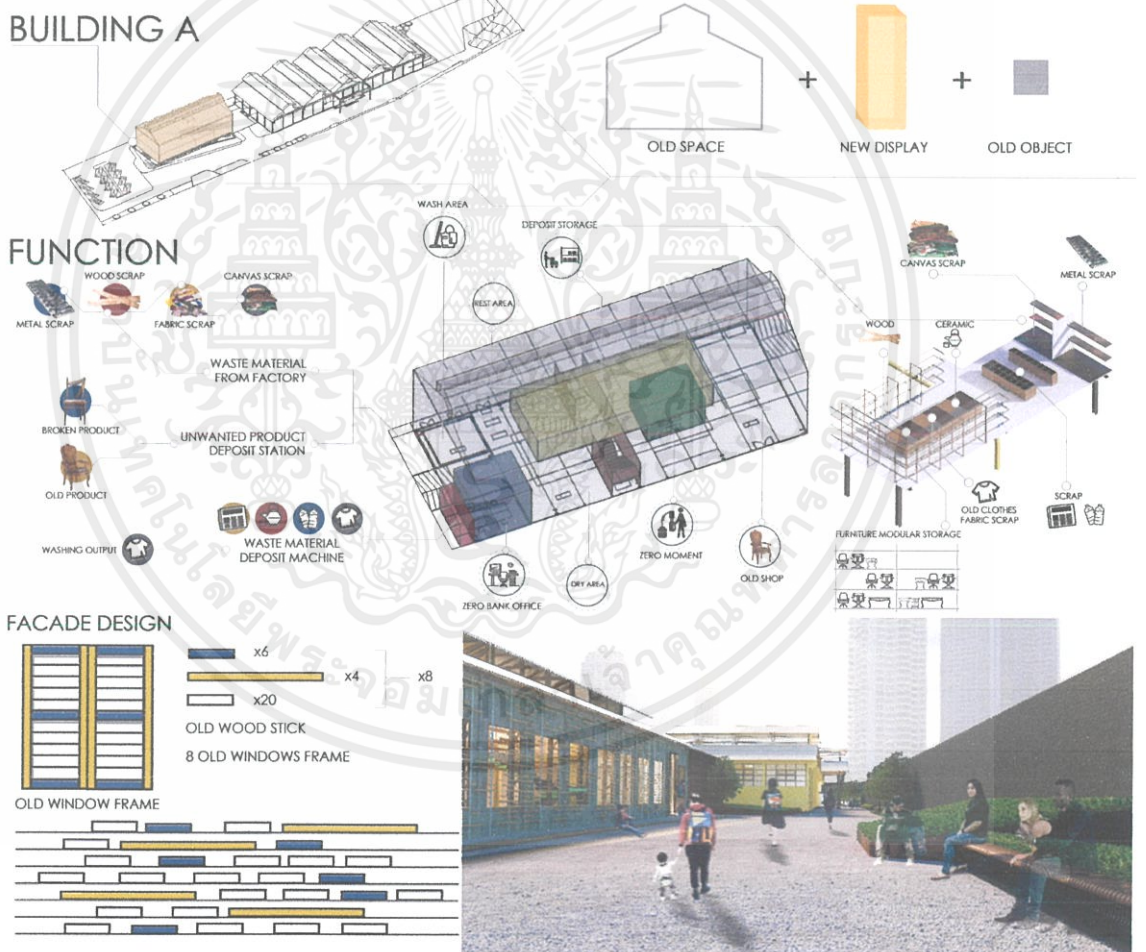 BUILDING A
OLD SPACE
+
NEW DISPLAY
+
OLD OBJECT
FUNCTION
METAL SCRAP
WOOD SCRAP
FABRIC SCRAP
CANVAS SCRAP
WASTE MATERIAL
FROM FACTORY
BROKEN PRODUCT
UNWANTED PRODUCT
DEPOSIT STATION
OLD PRODUCT
WASHING OUTPUT
WASTE MATERIAL
DEPOSIT MACHINE
WASH AREA
DEPOSIT STORAGE
REST AREA
ZERO BANK OFFICE
DRY AREA
ZERO MOMENT
OLD SHOP
CANVAS SCRAP
METAL SCRAP
WOOD
CERAMIC
OLD CLOTHES
FABRIC SCRAP
SCRAP
FURNITURE MODULAR STORAGE
FACADE DESIGN
x6
x4
x8
x20
OLD WOOD STICK
8 OLD WINDOWS FRAME
OLD WINDOW FRAME